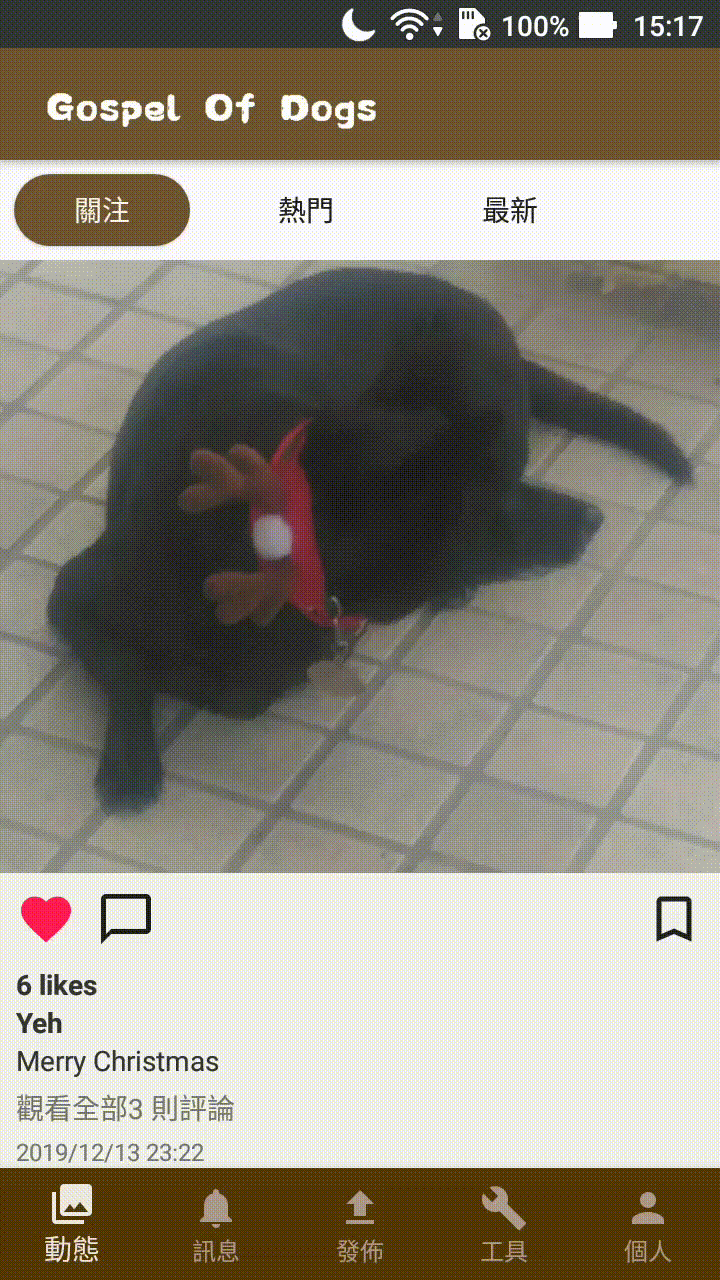 100% 15:17
Gospel Of Dogs
關注 熱門 最新
6 likes
Yeh
Merry Christmas
觀看全部3 則評論
2019/12/13 23:22
動態 訊息 發佈 工具 個人